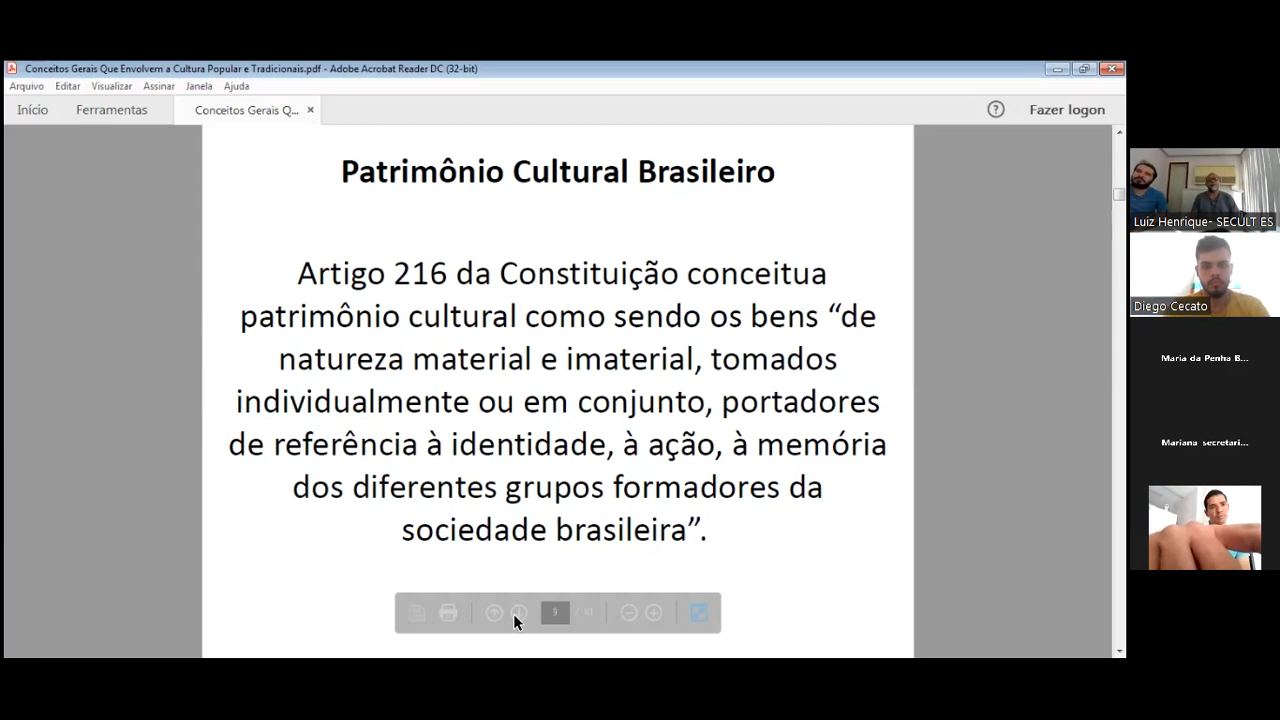 Conceitos Gerais Que Envolvem a Cultura Popular e Tradicionais.pdf - Adobe Acrobat Reader DC (32-bit)
Arquivo Editar Visualizar Assinar Janela Ajuda
Início Ferramentas Conceitos Gerais Q... × Fazer logon
Patrimônio Cultural Brasileiro
Artigo 216 da Constituição conceitua
patrimônio cultural como sendo os bens “de
natureza material e imaterial, tomados
individualmente ou em conjunto, portadores
de referência à identidade, à ação, à memória
dos diferentes grupos formadores da
sociedade brasileira”.
9 /
Luiz Henrique- SECULT ES
Diego Cecato
Maria da Penha B...
Mariana secretari...